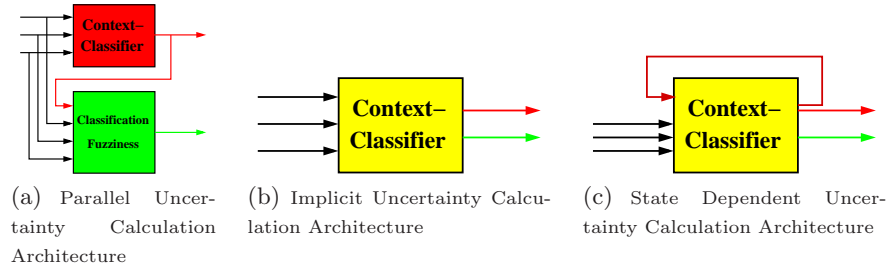 Context–
Classifier
Classification
Fuzziness
(a) Parallel Uncer-
tainty Calculation
Architecture
Context–
Classifier
(b) Implicit Uncertainty Calcu-
lation Architecture
Context–
Classifier
(c) State Dependent Uncer-
tainty Calculation Architecture